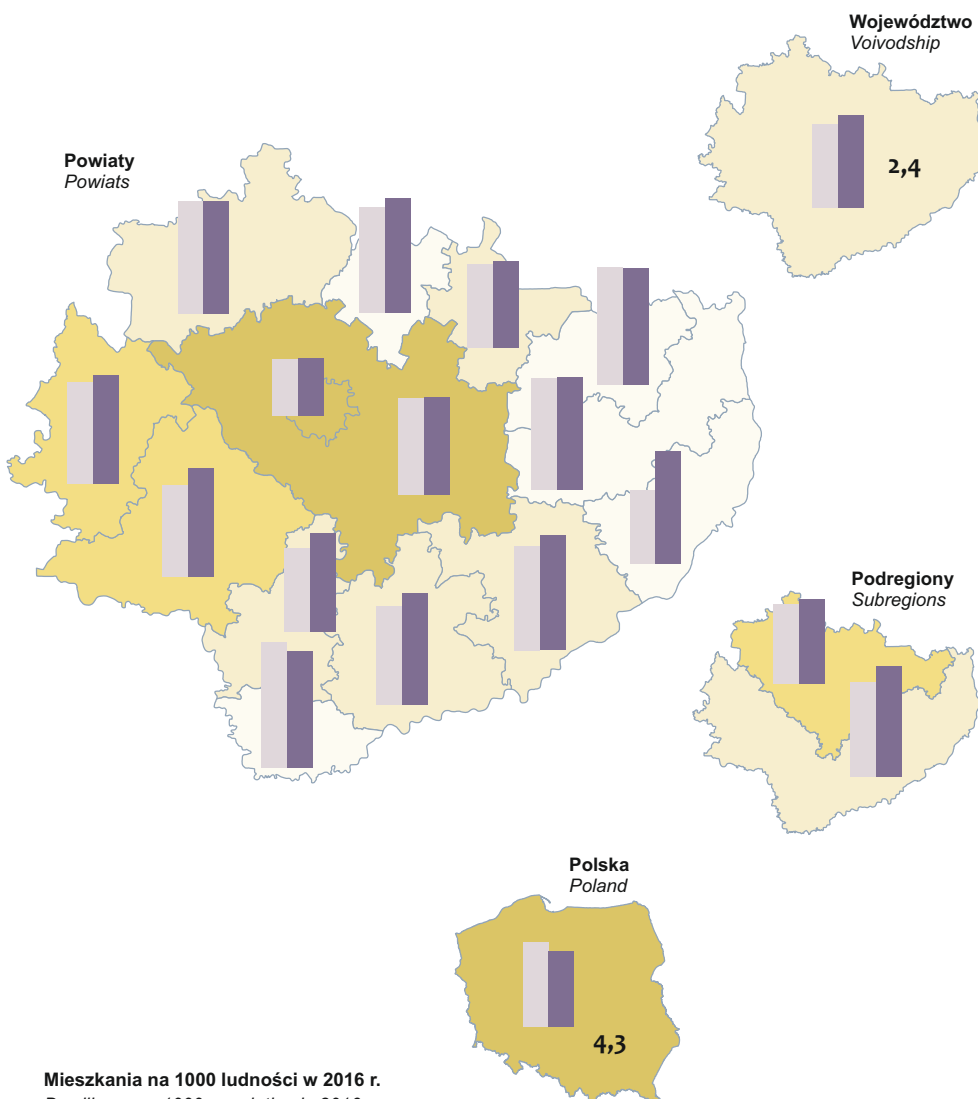 Województwo
Voivodship
2,4
Powiaty
Powiats
Podregiony
Subregions
Polska
Poland
4,3
Mieszkania na 1000 ludności w 2016 r.